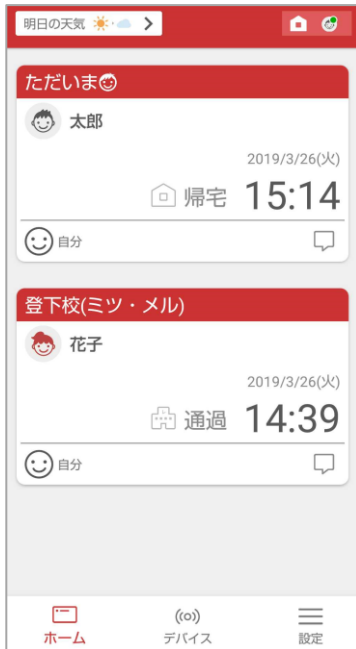 明日の天気
ただいま
太郎
2019/3/26(火)
帰宅 15:14
自分
登下校(ミツ・メル)
花子
2019/3/26(火)
通過 14:39
自分
ホーム デバイス 設定